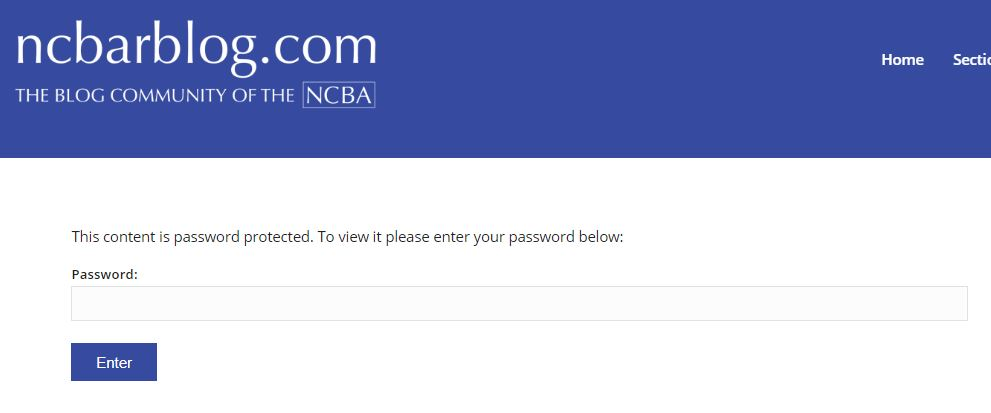 ncbarblog.com
THE BLOG COMMUNITY OF THE NCBA
Home
This content is password protected. To view it please enter your password below:
Password:
Enter